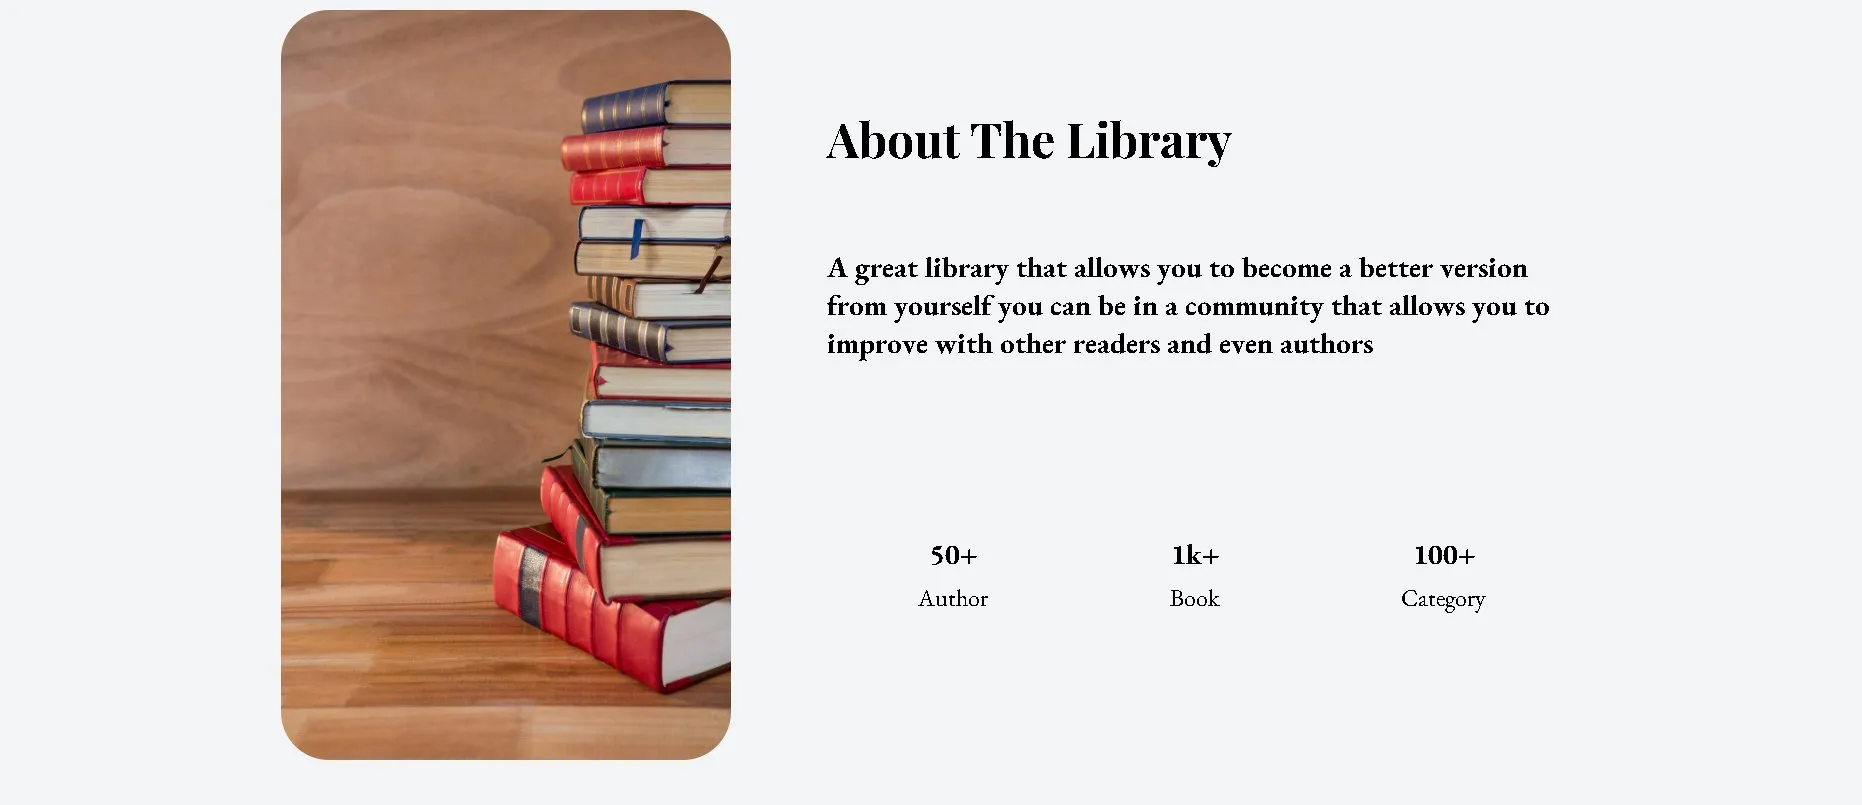 About The Library
A great library that allows you to become a better version
from yourself you can be in a community that allows you to
improve with other readers and even authors
50+ 1k+ 100+
Author Book Category